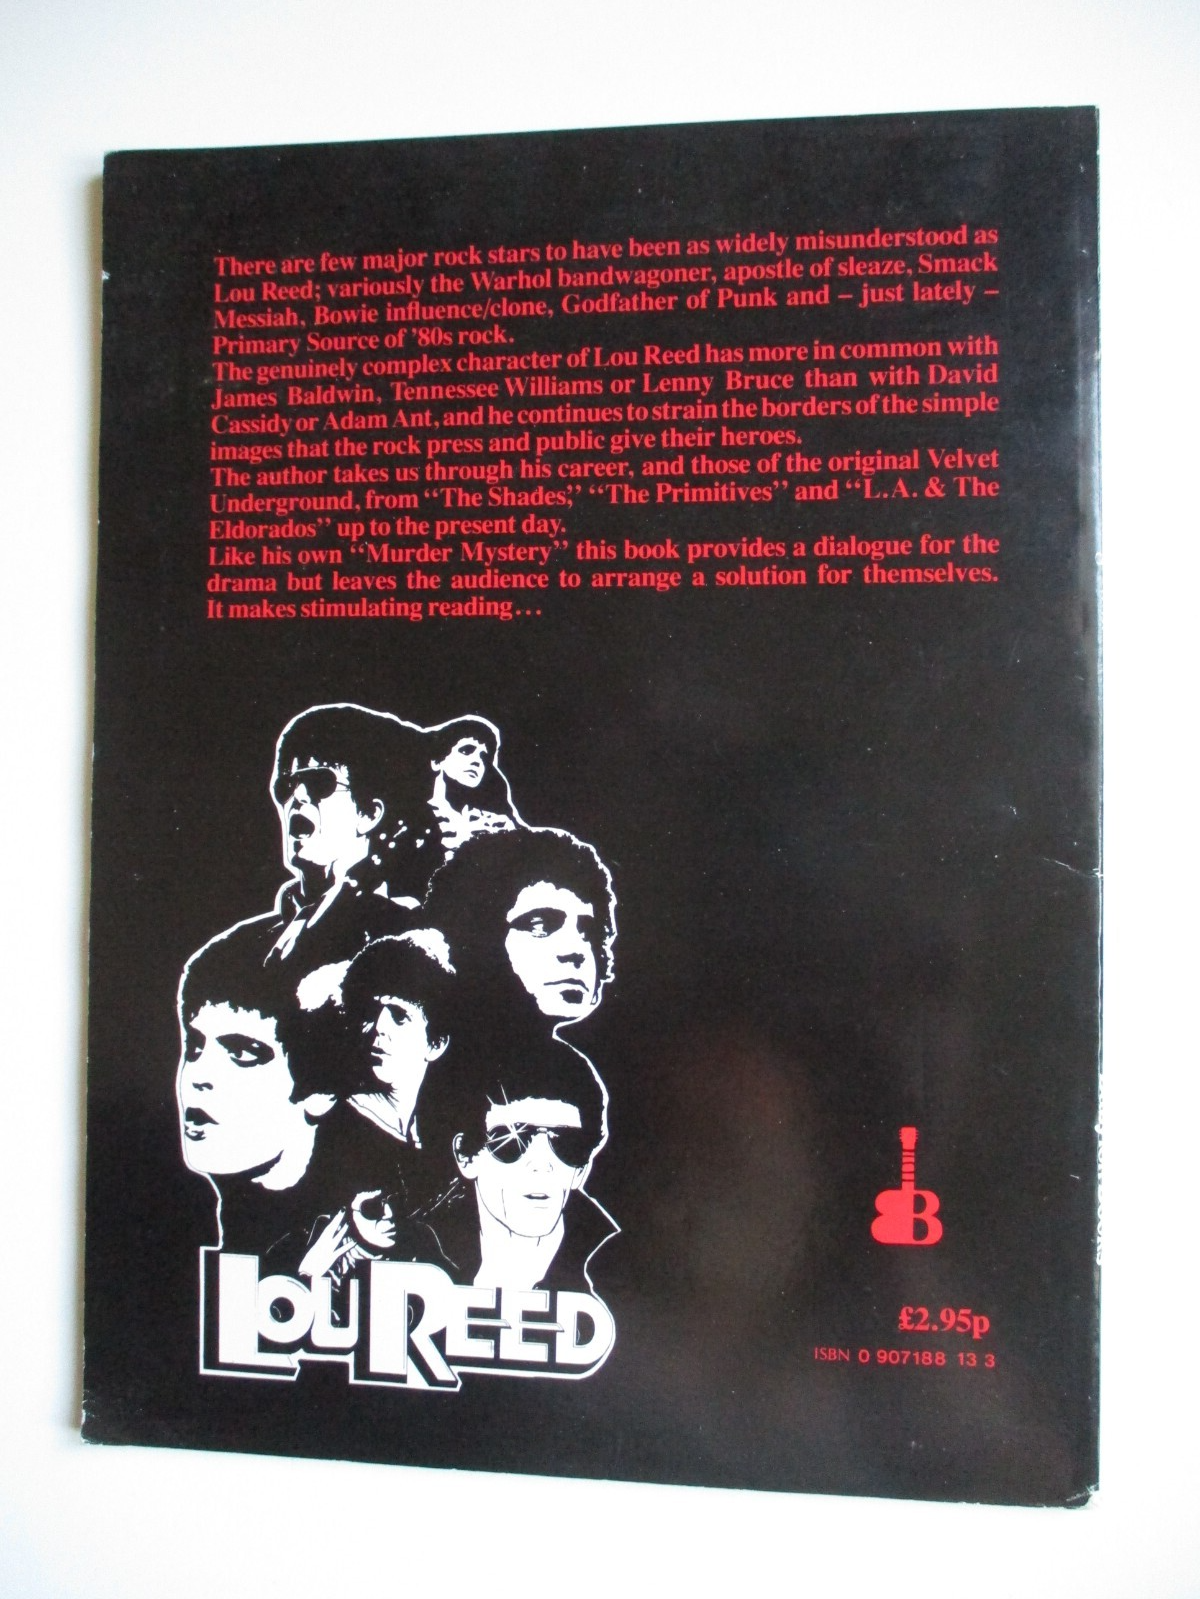 There are few major rock stars to have been as widely misunderstood as
Lou Reed; variously the Warhol bandwagoner, apostle of sleaze, Smack
Messiah, Bowie influence/clone, Godfather of Punk and – just lately –
Primary Source of '80s rock.
The genuinely complex character of Lou Reed has more in common with
James Baldwin, Tennessee Williams or Lenny Bruce than with David
Cassidy or Adam Ant, and he continues to strain the borders of the simple
images that the rock press and public give their heroes.
The author takes us through his career, and those of the original Velvet
Underground, from “The Shades,” “The Primitives” and “L.A. & The
Eldorados” up to the present day.
Like his own “Murder Mystery” this book provides a dialogue for the
drama but leaves the audience to arrange a solution for themselves.
It makes stimulating reading...
LOU REED
B
£2.95p
ISBN 0 907188 13 3